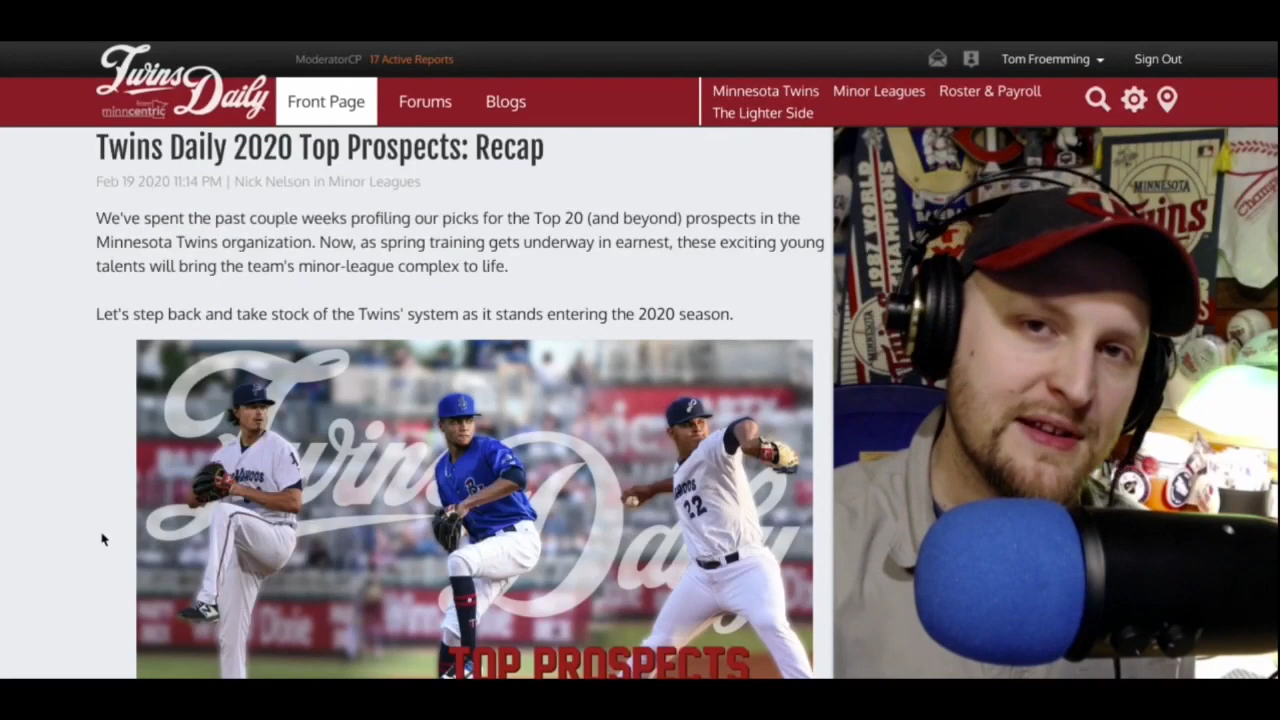 Twins Daily
minncentric
ModeratorCP 17 Active Reports
Tom Froemming Sign Out
Front Page Forums Blogs
Minnesota Twins Minor Leagues Roster & Payroll
The Lighter Side
Twins Daily 2020 Top Prospects: Recap
Feb 19 2020 11:14 PM | Nick Nelson in Minor Leagues
We've spent the past couple weeks profiling our picks for the Top 20 (and beyond) prospects in the
Minnesota Twins organization. Now, as spring training gets underway in earnest, these exciting young
talents will bring the team's minor-league complex to life.
Let's step back and take stock of the Twins' system as it stands entering the 2020 season.
Twins Daily
22
TOP PROSPECTS
1987 WORLD
CHAMPIONS
MINNESOTA
Twins
MINNESOTA